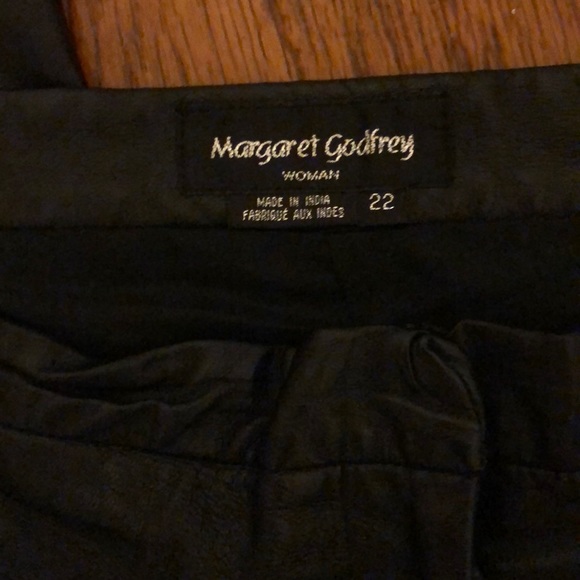 Margaret Godfrey
WOMAN
MADE IN INDIA
FABRIQUÉ AUX INDES
22